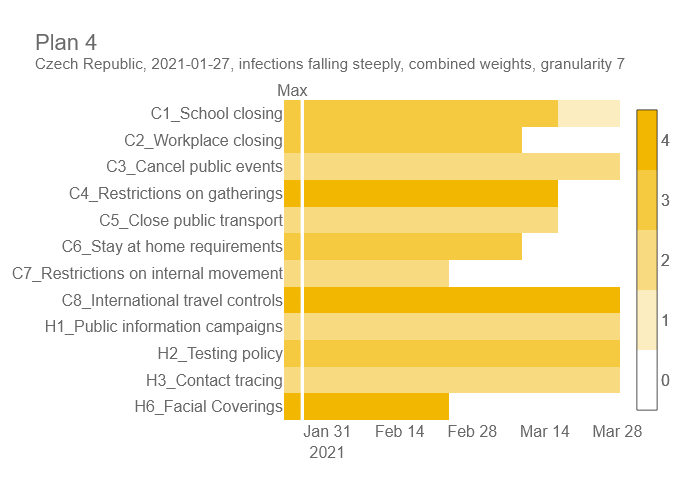 Plan 4
Czech Republic, 2021-01-27, infections falling steeply, combined weights, granularity 7
Max
C1_School closing
C2_Workplace closing
C3_Cancel public events
C4_Restrictions on gatherings
C5_Close public transport
C6_Stay at home requirements
C7_Restrictions on internal movement
C8_International travel controls
H1_Public information campaigns
H2_Testing policy
H3_Contact tracing
H6_Facial Coverings
4
3
2
1
0
Jan 31 Feb 14 Feb 28 Mar 14 Mar 28
2021